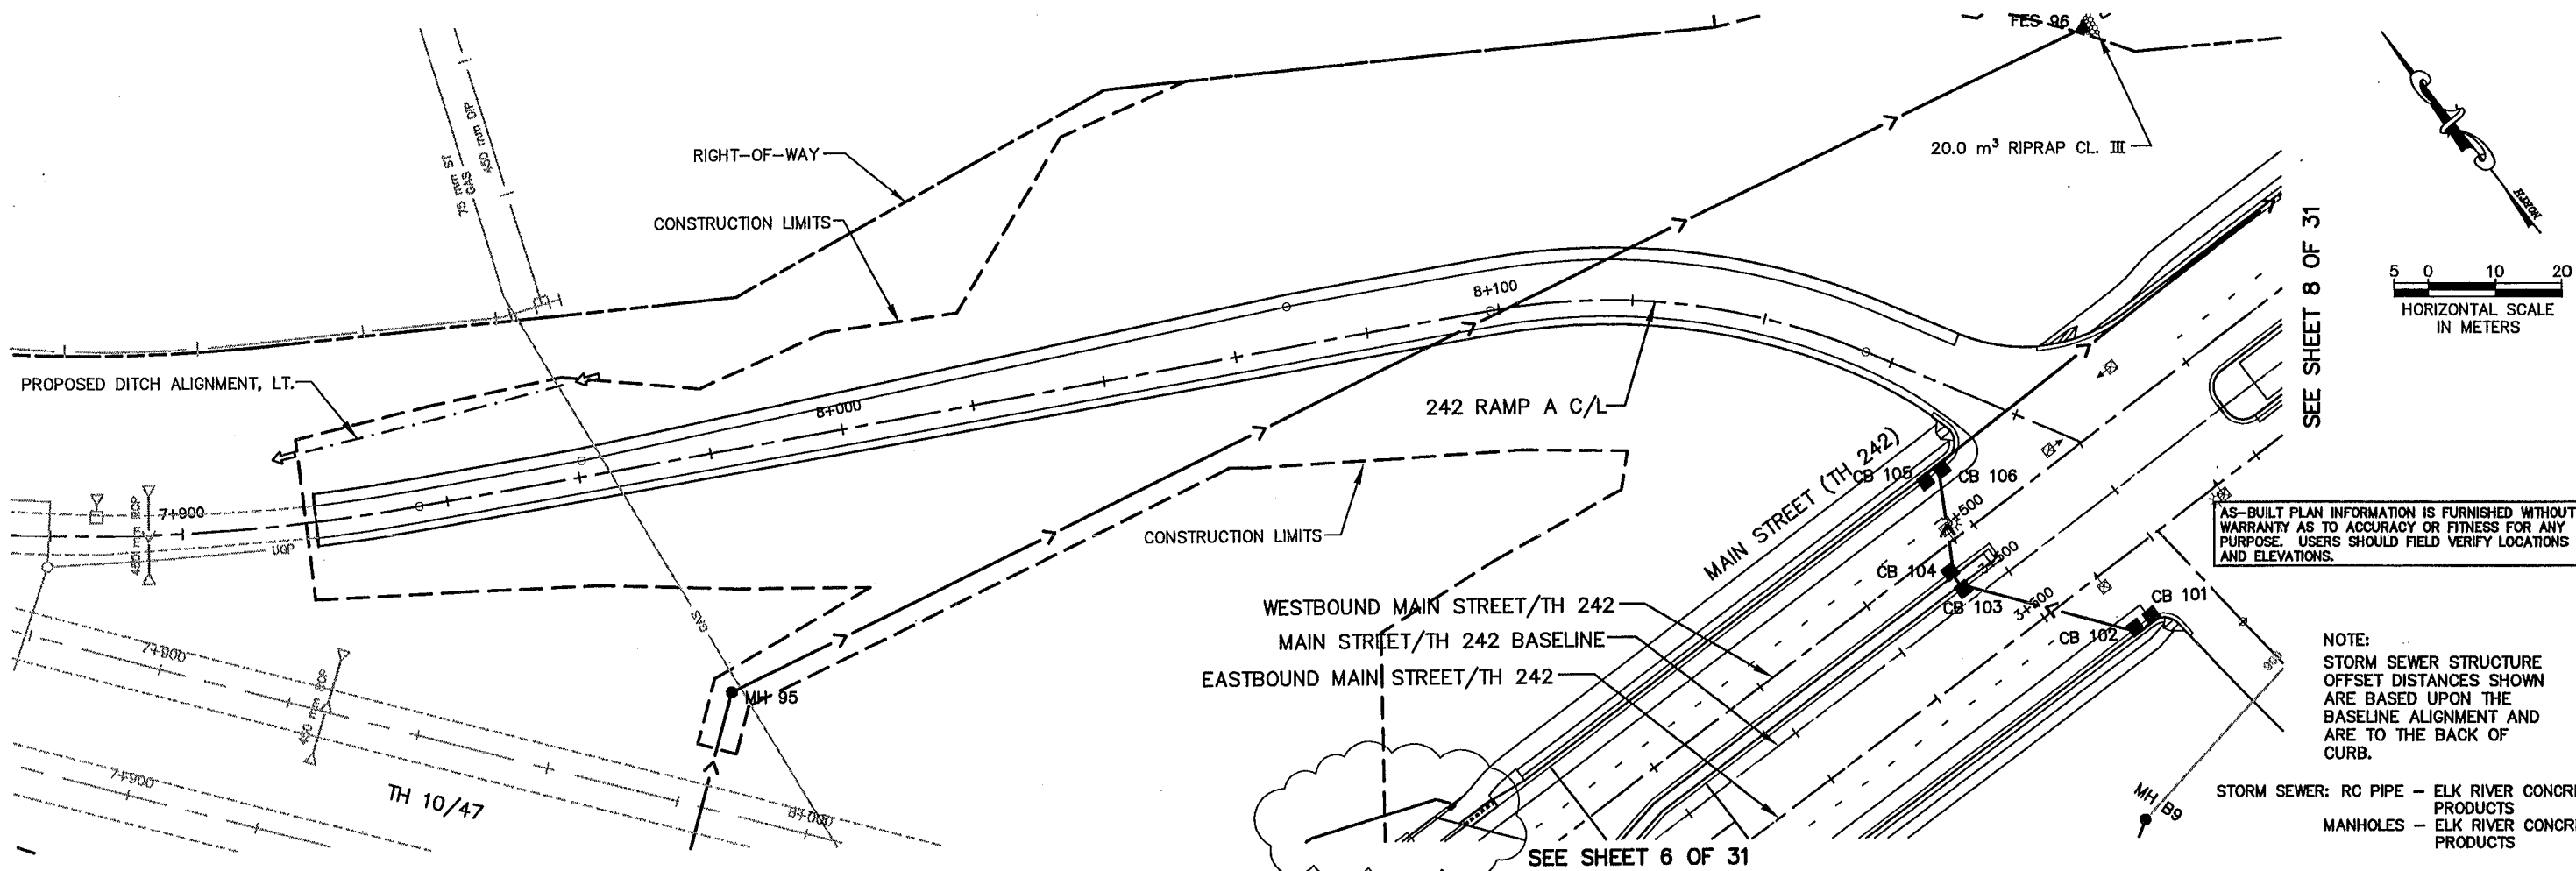 FES 96
20.0 m³ RIPRAP CL. III
NORTH
5 0 10 20
HORIZONTAL SCALE
IN METERS
SEE SHEET 8 OF 31
75 mm ST
GAS
450 mm DIP
RIGHT-OF-WAY
CONSTRUCTION LIMITS
PROPOSED DITCH ALIGNMENT, LT.
8+000
8+100
242 RAMP A C/L
MAIN STREET (TH 242)
CB 105
CB 106
7+900
UGP
CONSTRUCTION LIMITS
CB 104
CB 103
3+500
CB 101
CB 102
AS-BUILT PLAN INFORMATION IS FURNISHED WITHOUT
WARRANTY AS TO ACCURACY OR FITNESS FOR ANY
PURPOSE. USERS SHOULD FIELD VERIFY LOCATIONS
AND ELEVATIONS.
WESTBOUND MAIN STREET/TH 242
MAIN STREET/TH 242 BASELINE
EASTBOUND MAIN STREET/TH 242
GAS
MH 95
7+900
450 mm RCP
7+900
TH 10/47
8+000
900
NOTE:
STORM SEWER STRUCTURE
OFFSET DISTANCES SHOWN
ARE BASED UPON THE
BASELINE ALIGNMENT AND
ARE TO THE BACK OF
CURB.
MH B9
STORM SEWER: RC PIPE – ELK RIVER CONCRE
PRODUCTS
MANHOLES – ELK RIVER CONCRE
PRODUCTS
SEE SHEET 6 OF 31